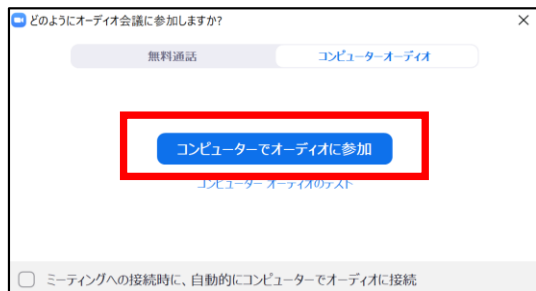 どのようにオーディオ会議に参加しますか?
無料通話 コンピューターオーディオ
コンピューターでオーディオに参加
コンピューター オーディオのテスト
ミーティングへの接続時に、自動的にコンピューターでオーディオに接続